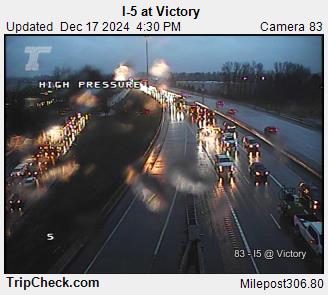 I-5 at Victory
Updated Dec 17 2024 4:30 PM Camera 83
T
HIGH PRESSURE
S
83 - I5 @ Victory
TripCheck.com Milepost306.80